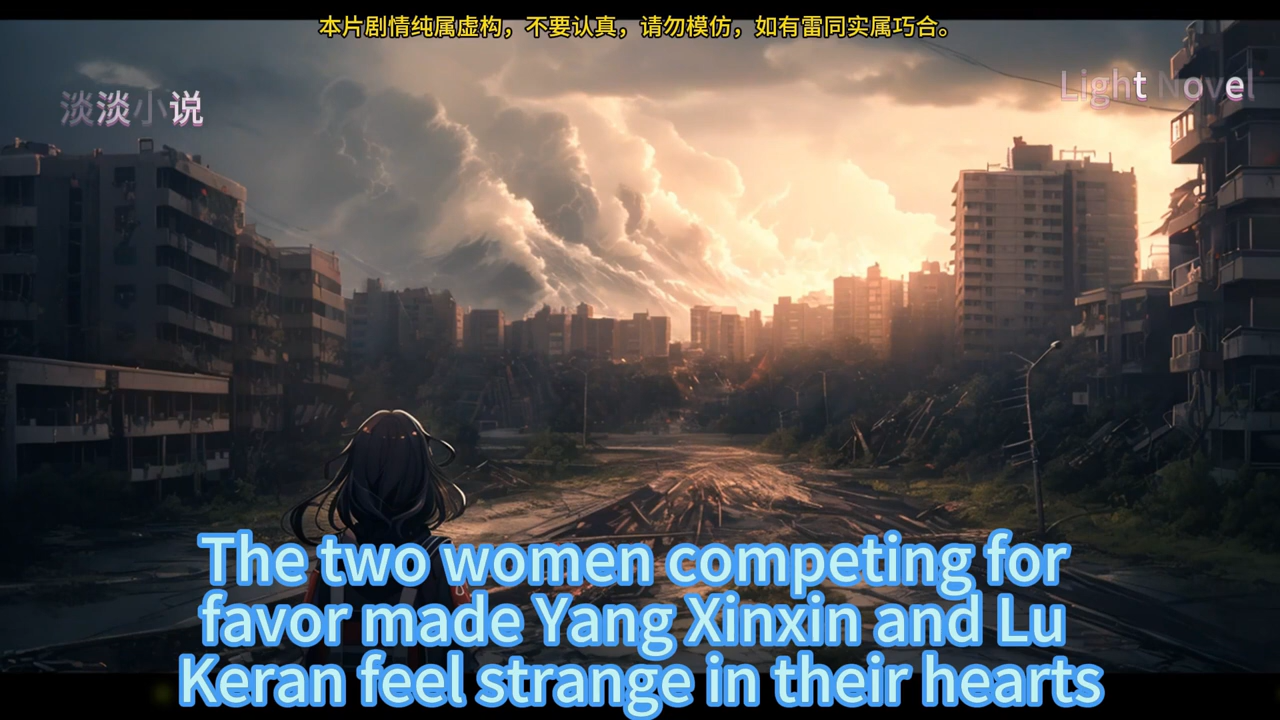 本片剧情纯属虚构，不要认真，请勿模仿，如有雷同实属巧合。
淡淡小说
Light Novel
The two women competing for
favor made Yang Xinxin and Lu
Keran feel strange in their hearts